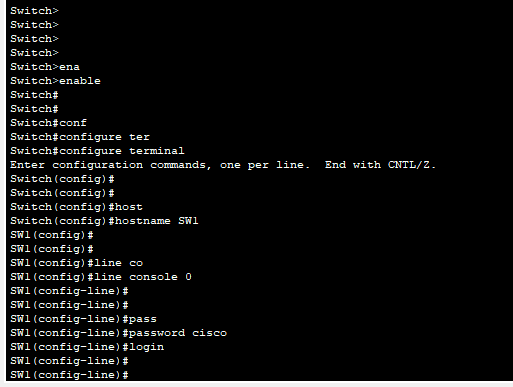 Switch>
Switch>
Switch>
Switch>
Switch>ena
Switch>enable
Switch#
Switch#
Switch#conf
Switch#configure ter
Switch#configure terminal
Enter configuration commands, one per line.  End with CNTL/Z.
Switch(config)#
Switch(config)#
Switch(config)#host
Switch(config)#hostname SW1
SW1(config)#
SW1(config)#
SW1(config)#line co
SW1(config)#line console 0
SW1(config-line)#
SW1(config-line)#
SW1(config-line)#pass
SW1(config-line)#password cisco
SW1(config-line)#login
SW1(config-line)#
SW1(config-line)#